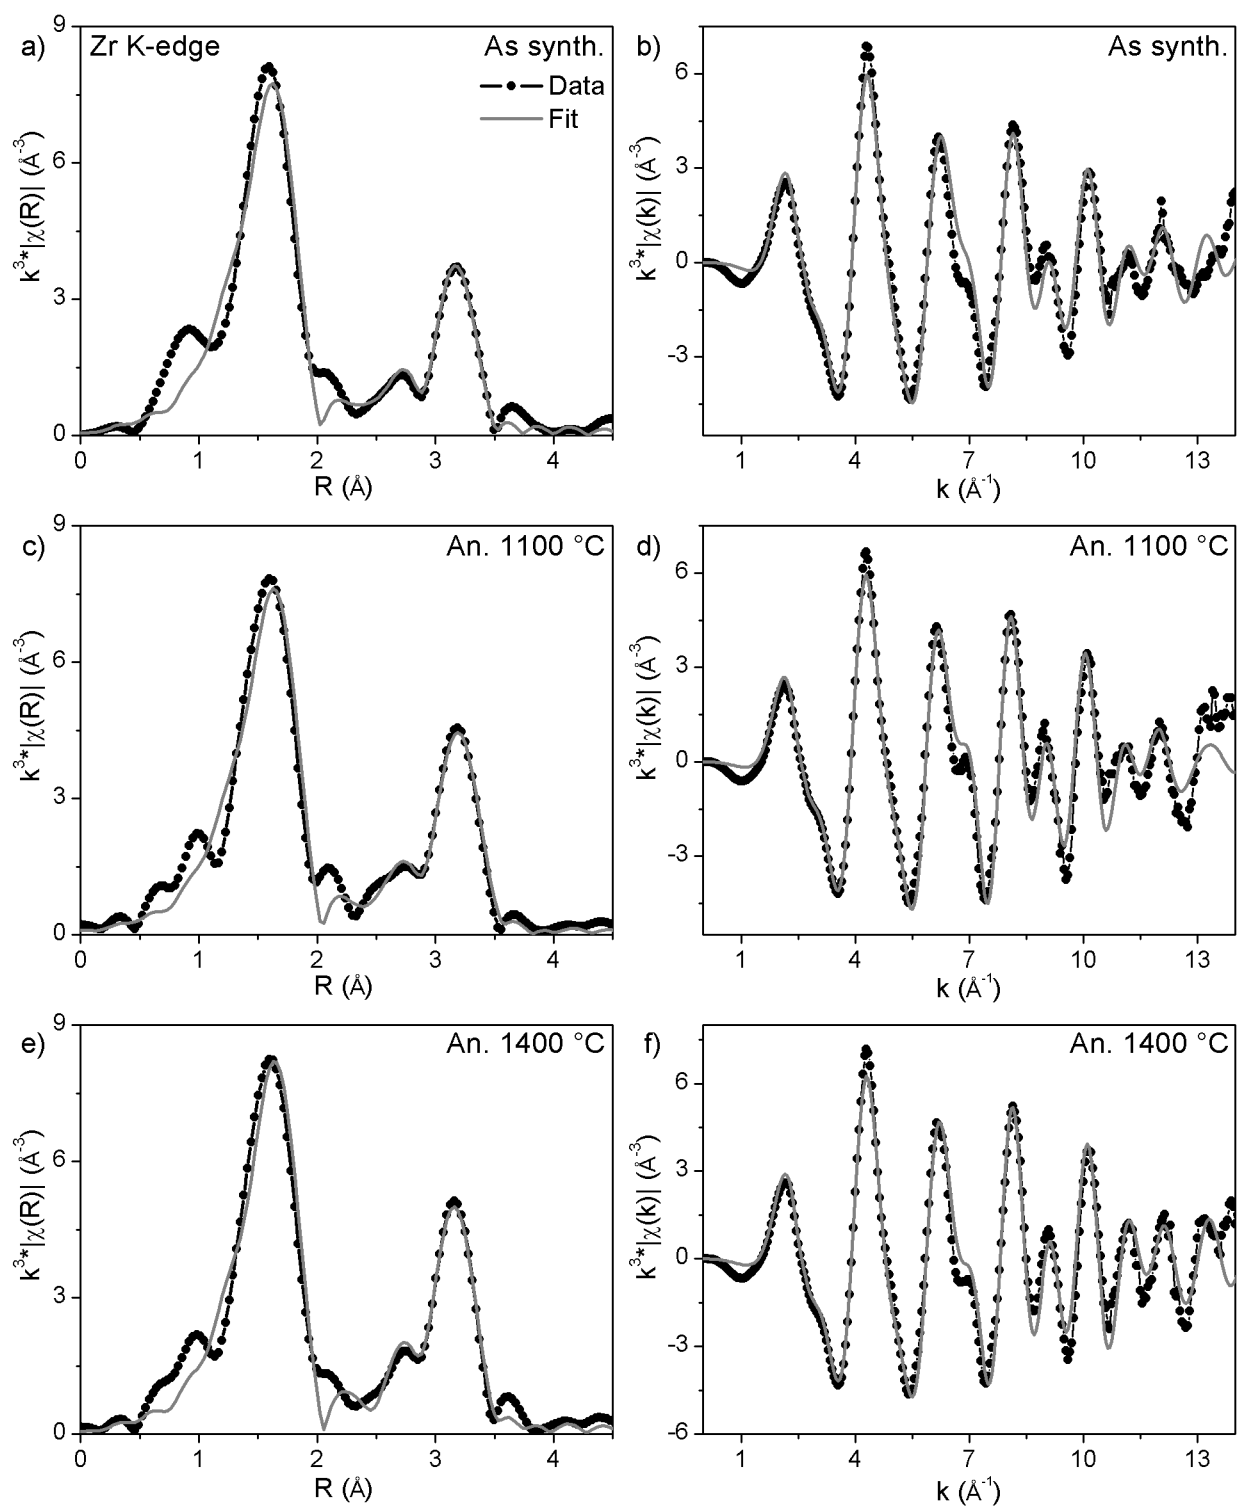 a) Zr K-edge As synth.
Data
Fit
k³*|χ(R)| (Å⁻³)
9
6
3
0
0 1 2 3 4
R (Å)
b) As synth.
k³*|χ(k)| (Å⁻³)
6
3
0
-3
1 4 7 10 13
k (Å⁻¹)
c) An. 1100 °C
k³*|χ(R)| (Å⁻³)
9
6
3
0
0 1 2 3 4
R (Å)
d) An. 1100 °C
k³*|χ(k)| (Å⁻³)
6
3
0
-3
1 4 7 10 13
k (Å⁻¹)
e) An. 1400 °C
k³*|χ(R)| (Å⁻³)
9
6
3
0
0 1 2 3 4
R (Å)
f) An. 1400 °C
k³*|χ(k)| (Å⁻³)
6
3
0
-3
-6
1 4 7 10 13
k (Å⁻¹)